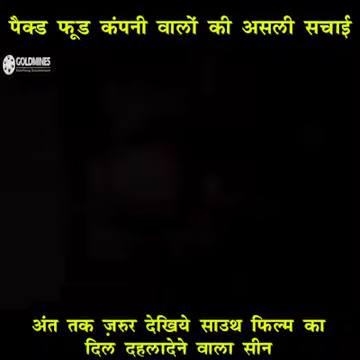 पैक्ड फूड कंपनी वालों की असली सचाई
GOLDMINES
अंत तक ज़रुर देखिये साउथ फिल्म का
दिल दहलादेने वाला सीन